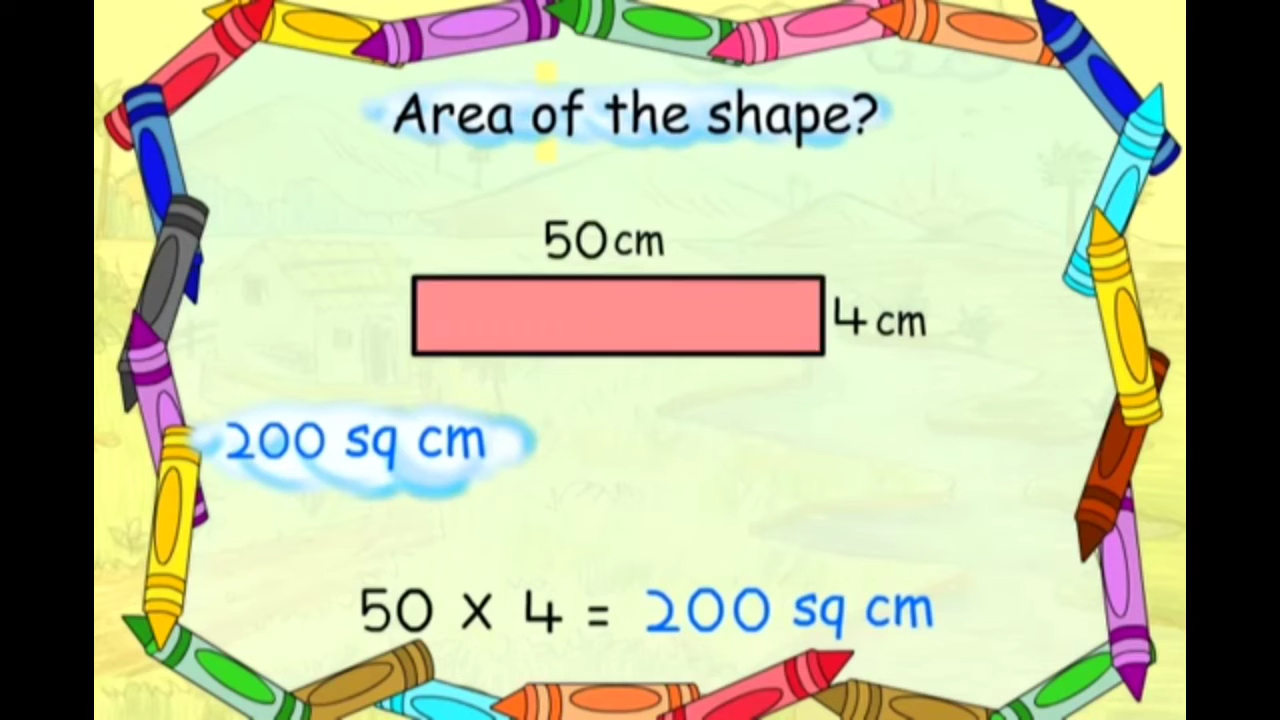 Area of the shape?
50cm
4 cm
200 sq cm
50 x 4 = 200 sq cm